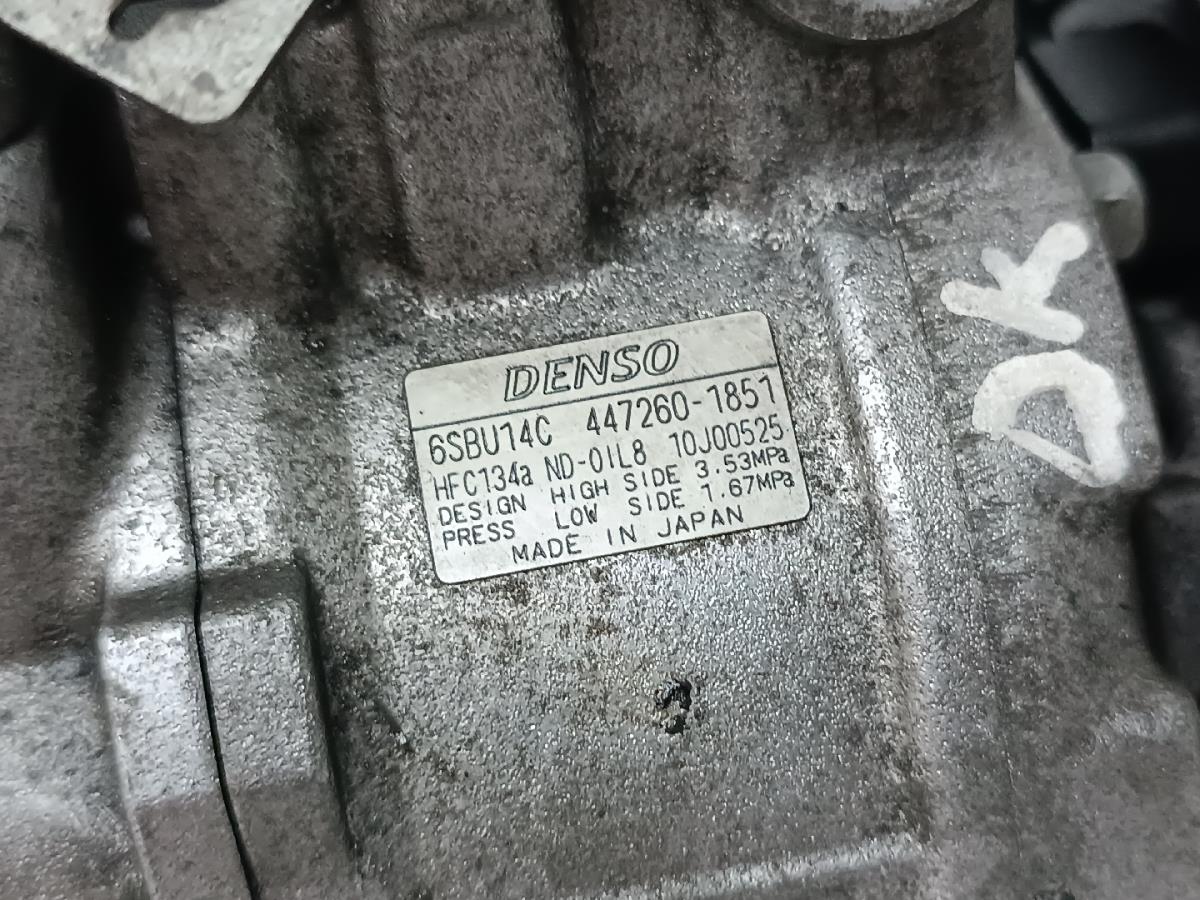 DENSO
6SBU14C 447260-1851
HFC134a ND-OIL8 10J00525
DESIGN HIGH SIDE 3.53MPa
PRESS LOW SIDE 1.67MPa
MADE IN JAPAN
DK